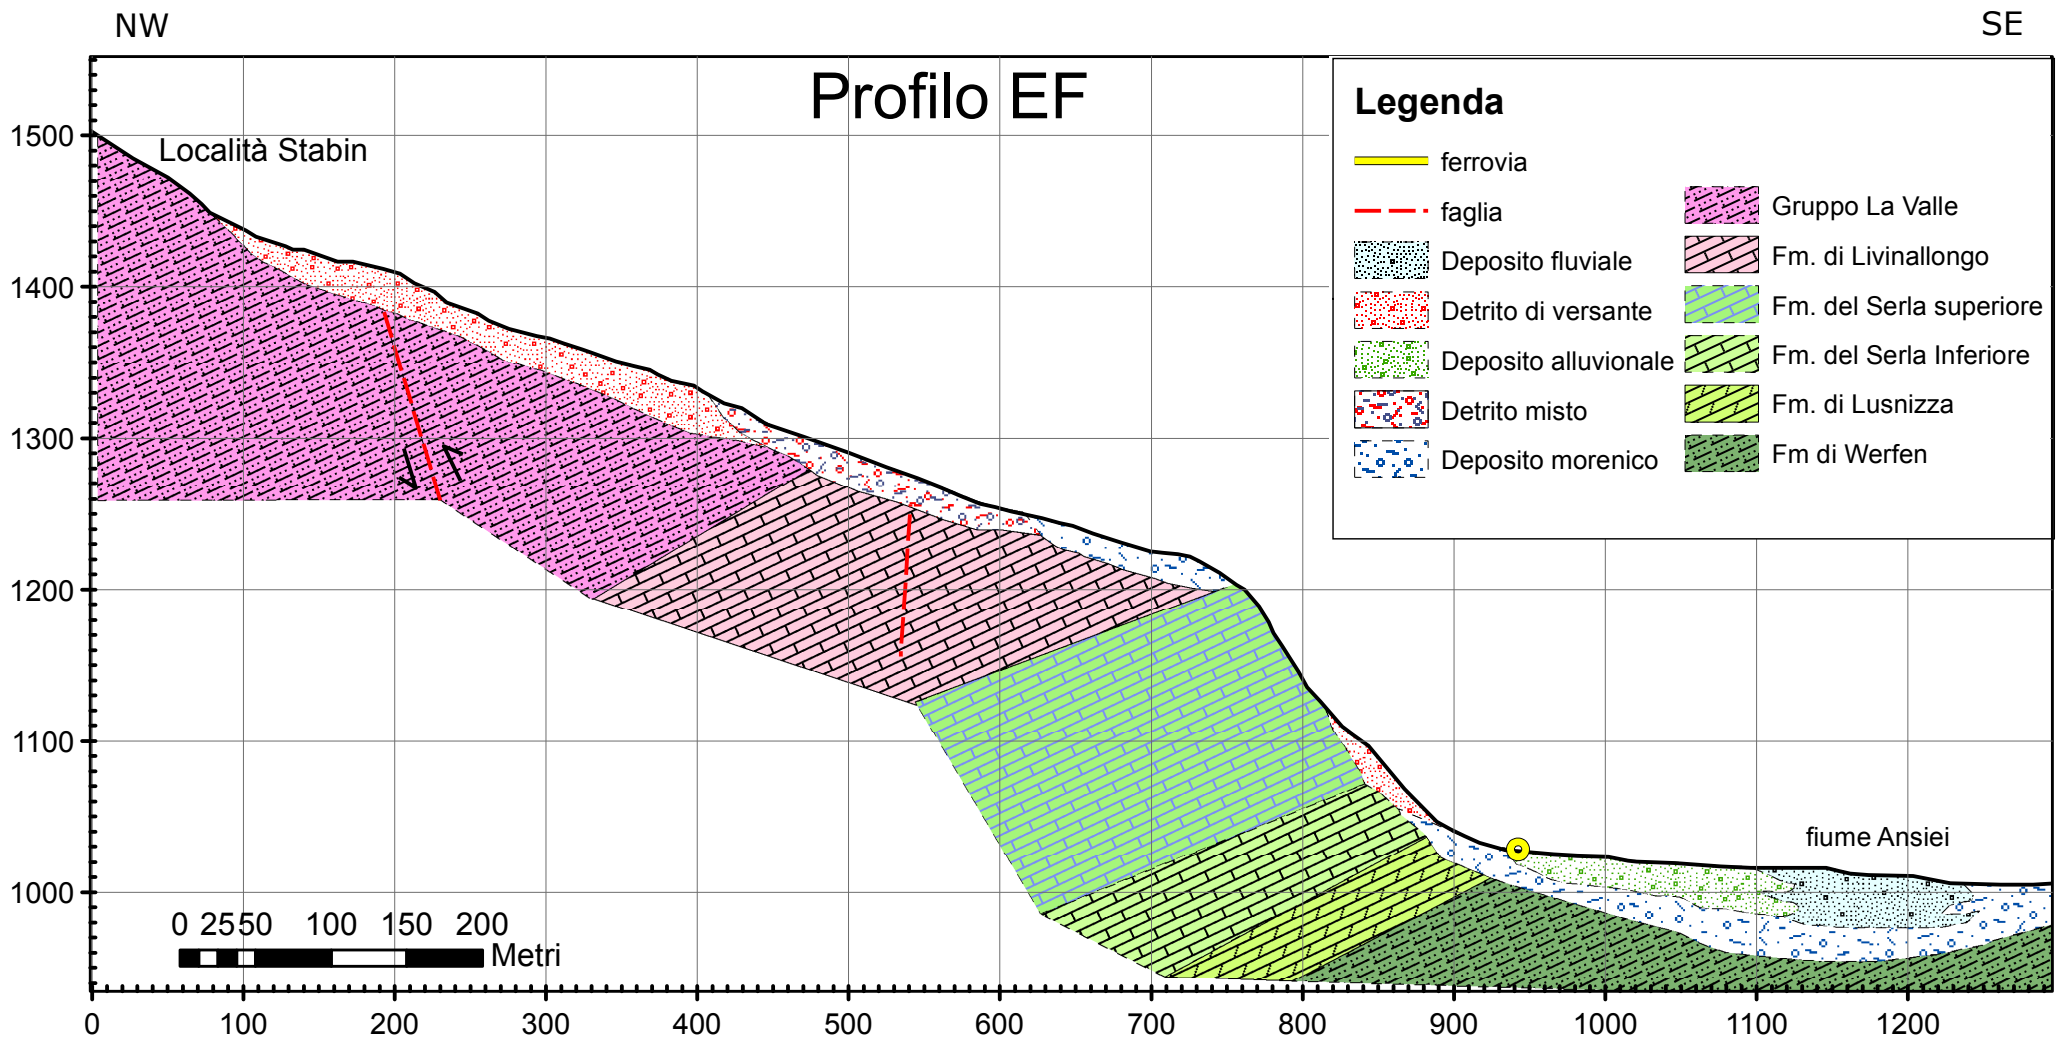 NW
SE
Profilo EF
Località Stabin
Legenda
ferrovia
faglia
Deposito fluviale
Detrito di versante
Deposito alluvionale
Detrito misto
Deposito morenico
Gruppo La Valle
Fm. di Livinallongo
Fm. del Serla superiore
Fm. del Serla Inferiore
Fm. di Lusnizza
Fm di Werfen
1500
1400
1300
1200
1100
1000
fiume Ansiei
0 25 50 100 150 200
Metri
0 100 200 300 400 500 600 700 800 900 1000 1100 1200